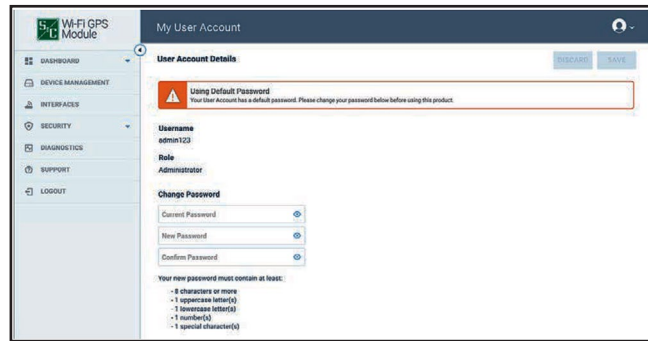 S&C Wi-Fi GPS
Module
My User Account
DASHBOARD
DEVICE MANAGEMENT
INTERFACES
SECURITY
DIAGNOSTICS
SUPPORT
LOGOUT
User Account Details
DISCARD SAVE
Using Default Password
Your User Account has a default password. Please change your password below before using this product.
Username
admin123
Role
Administrator
Change Password
Current Password
New Password
Confirm Password
Your new password must contain at least:
- 8 characters or more
- 1 uppercase letter(s)
- 1 lowercase letter(s)
- 1 number(s)
- 1 special character(s)